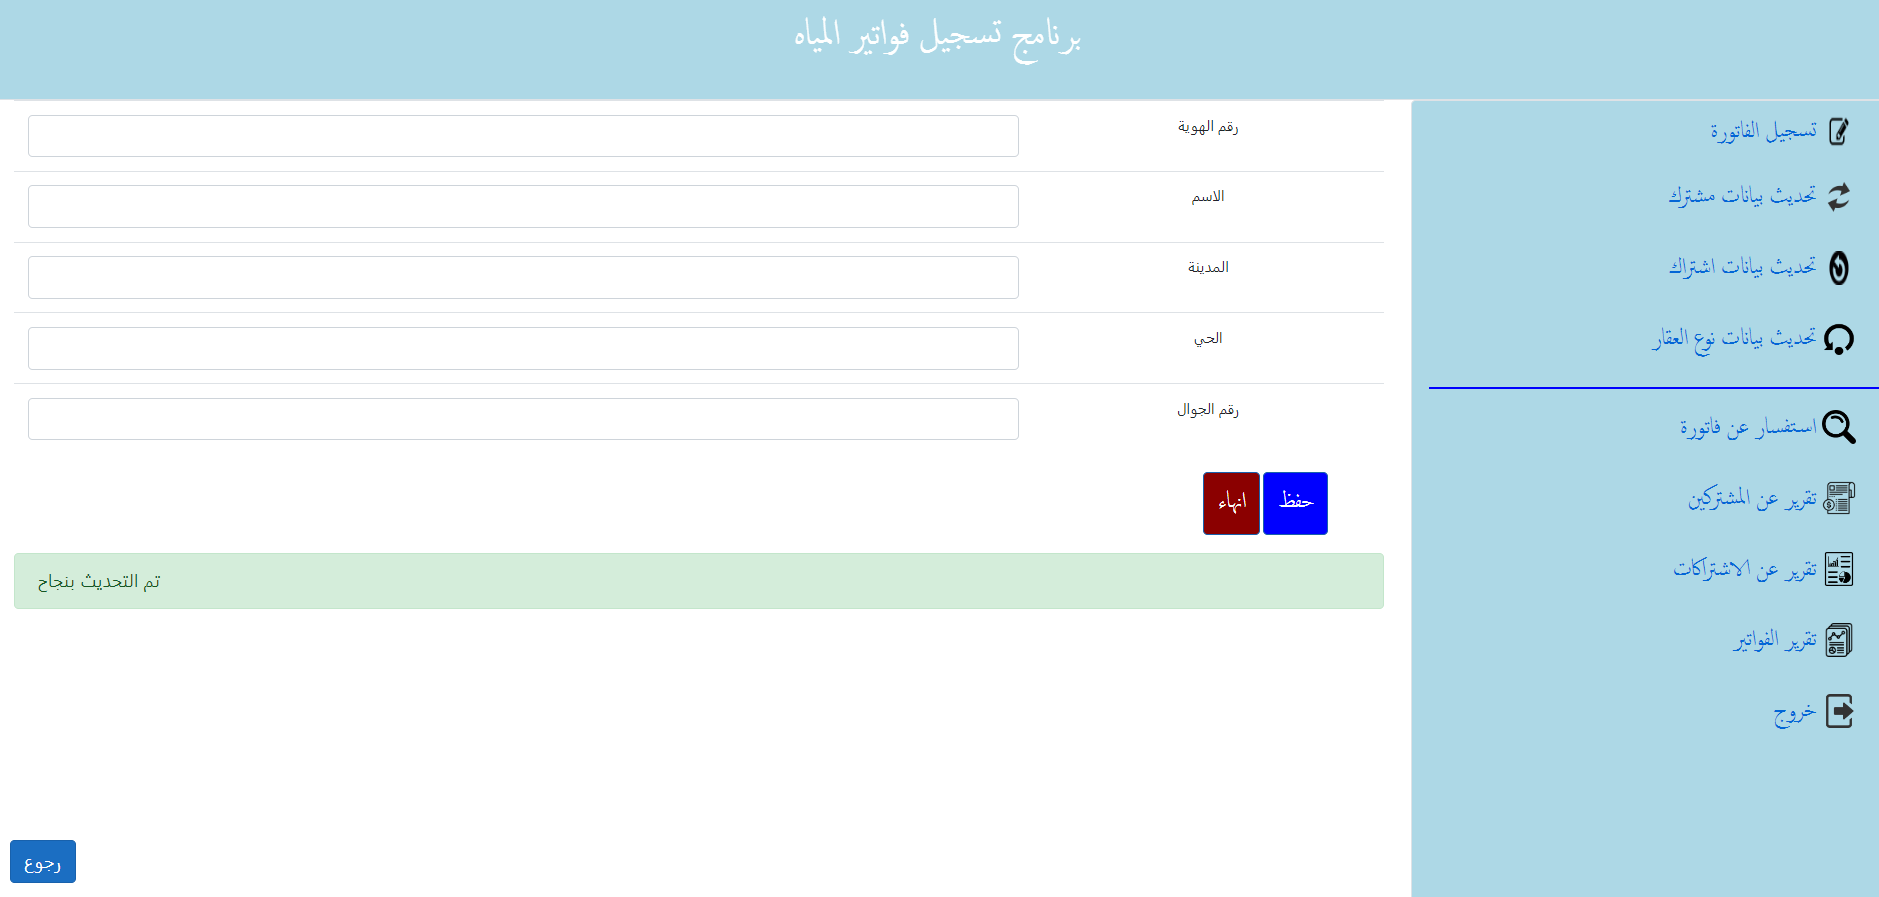 برنامج تسجيل فواتير المياه
تسجيل الفاتورة
تحديث بيانات مشترك
تحديث بيانات اشتراك
تحديث بيانات نوع العقار
استفسار عن فاتورة
تقرير عن المشتركين
تقرير عن الاشتراكات
تقرير الفواتير
خروج
رقم الهوية
الاسم
المدينة
الحي
رقم الجوال
حفظ انهاء
تم التحديث بنجاح
رجوع